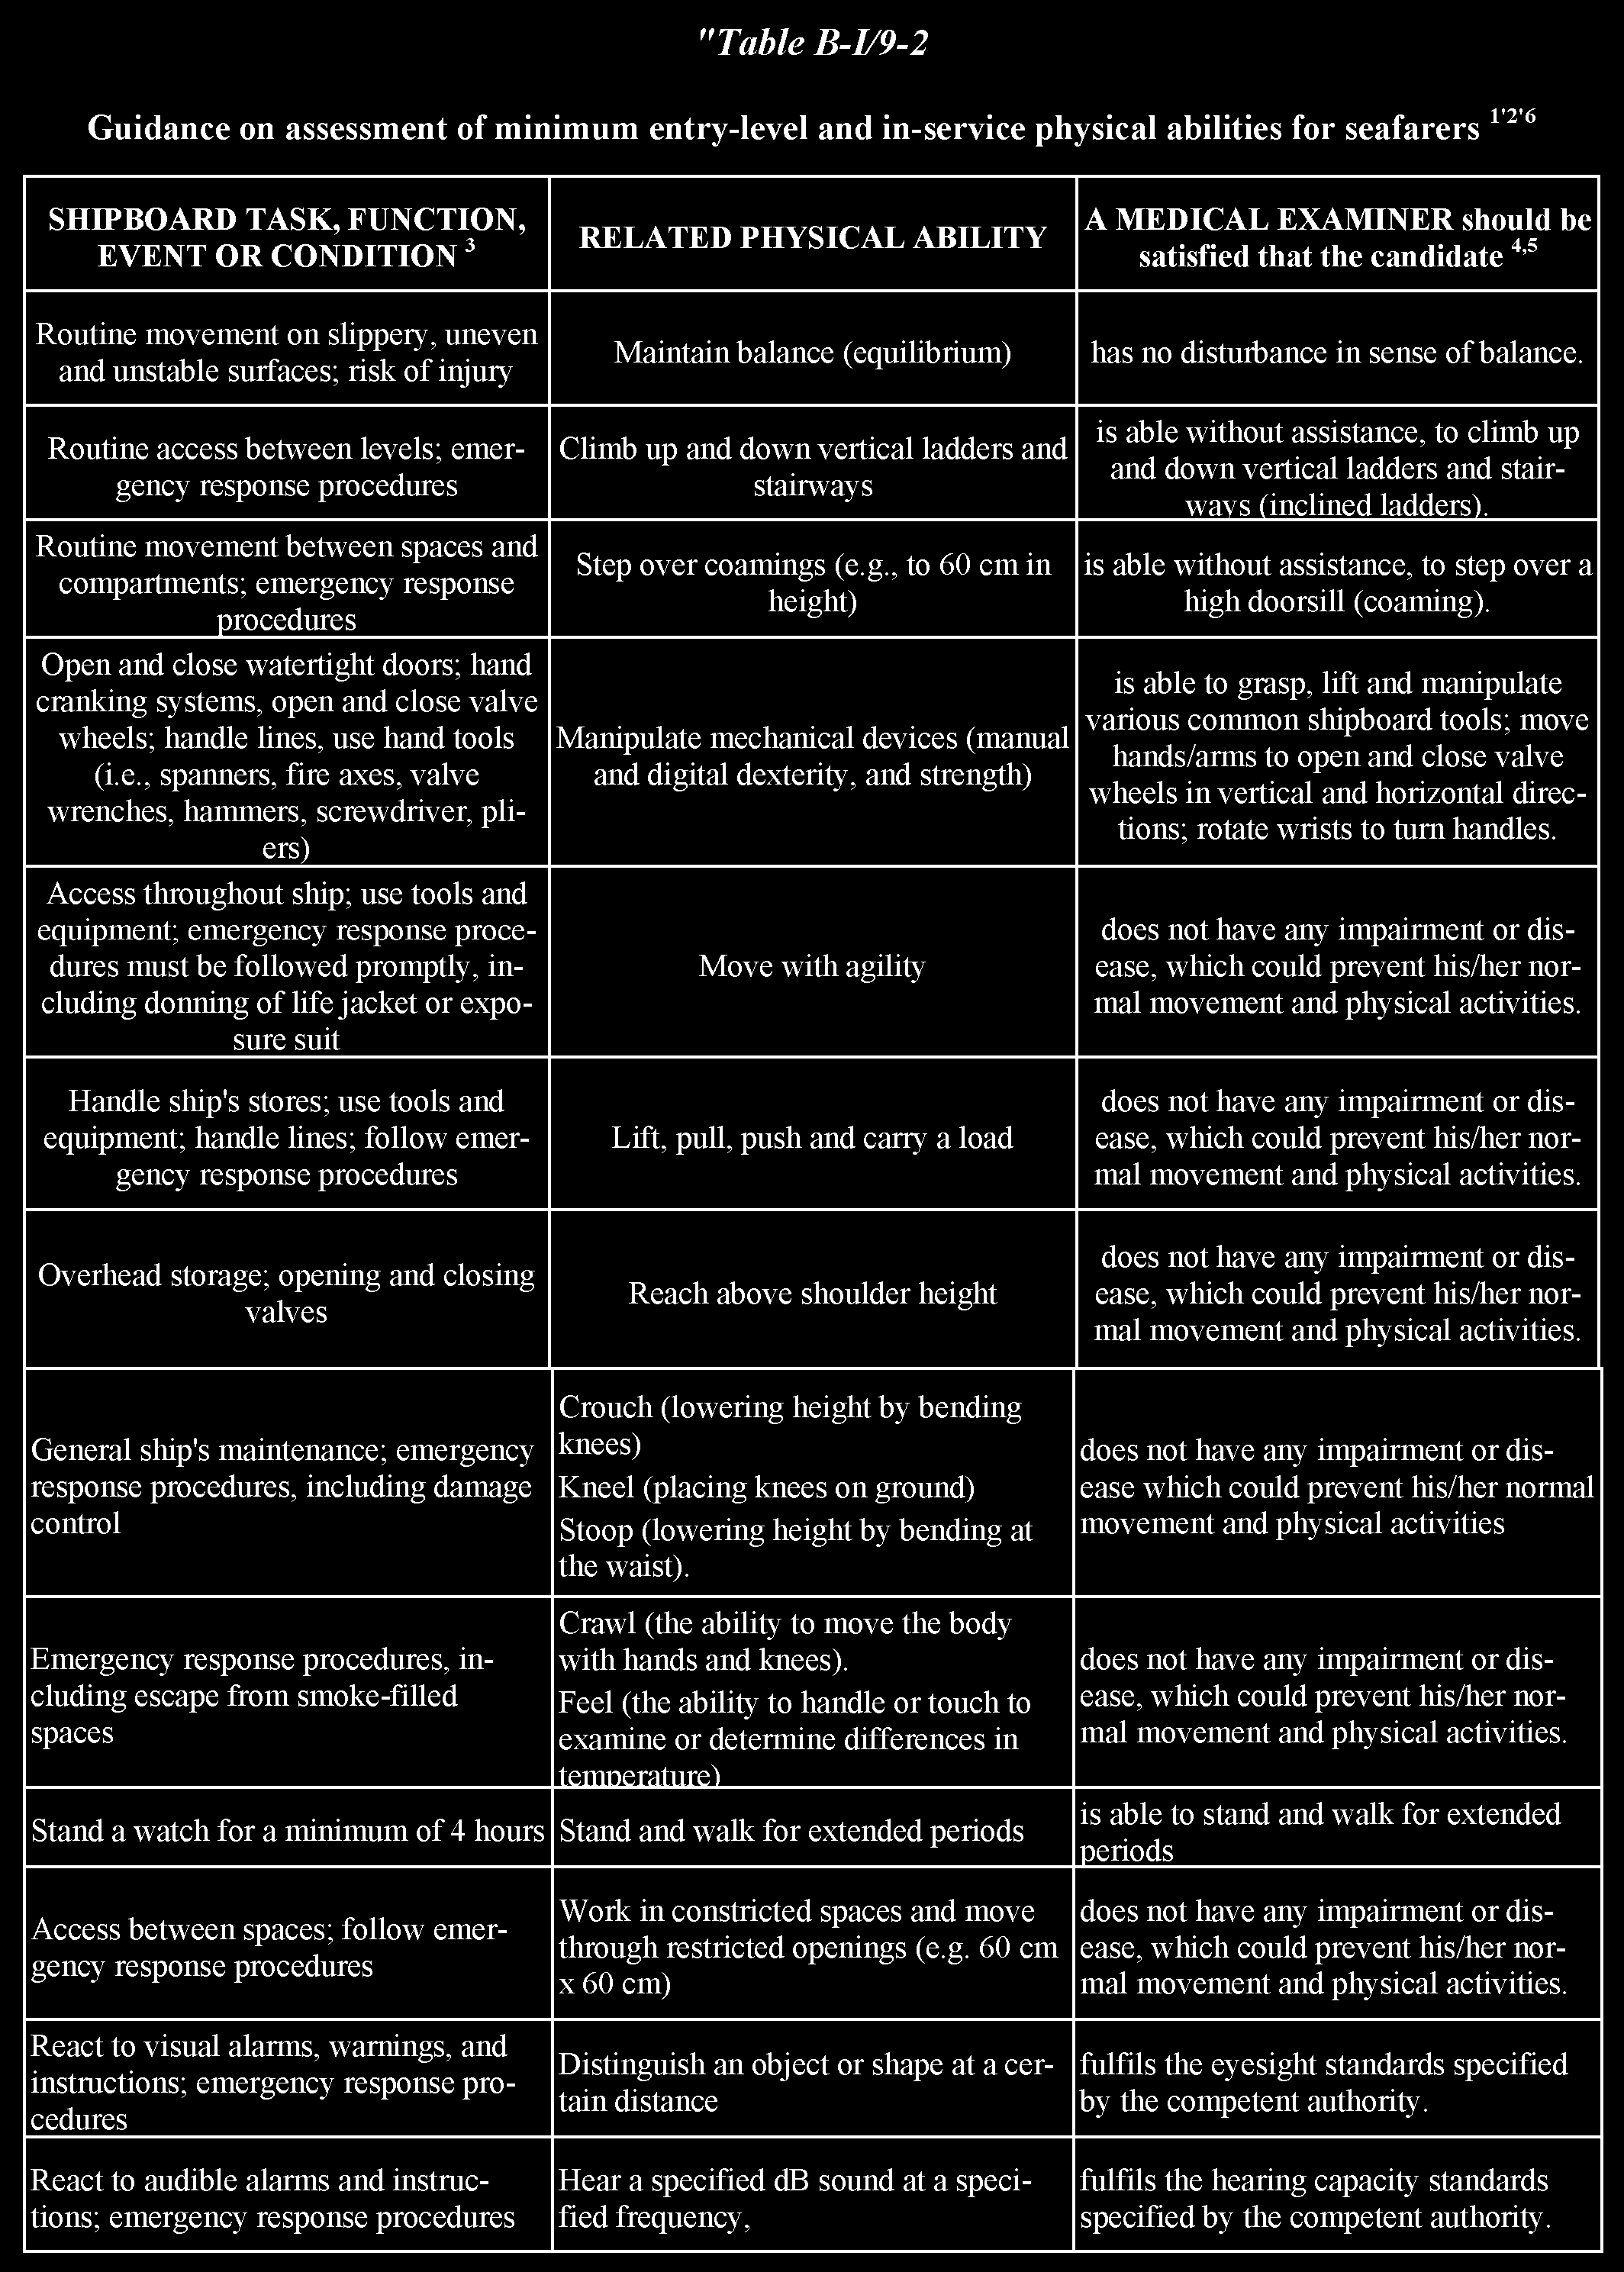 "Table B-I/9-2
Guidance on assessment of minimum entry-level and in-service physical abilities for seafarers 1'2'6
SHIPBOARD TASK, FUNCTION,
EVENT OR CONDITION 3
RELATED PHYSICAL ABILITY
A MEDICAL EXAMINER should be
satisfied that the candidate 4,5
Routine movement on slippery, uneven
and unstable surfaces; risk of injury
Maintain balance (equilibrium)
has no disturbance in sense of balance.
Routine access between levels; emer-
gency response procedures
Climb up and down vertical ladders and
stairways
is able without assistance, to climb up
and down vertical ladders and stair-
ways (inclined ladders).
Routine movement between spaces and
compartments; emergency response
procedures
Step over coamings (e.g., to 60 cm in
height)
is able without assistance, to step over a
high doorsill (coaming).
Open and close watertight doors; hand
cranking systems, open and close valve
wheels; handle lines, use hand tools
(i.e., spanners, fire axes, valve
wrenches, hammers, screwdriver, pli-
ers)
Manipulate mechanical devices (manual
and digital dexterity, and strength)
is able to grasp, lift and manipulate
various common shipboard tools; move
hands/arms to open and close valve
wheels in vertical and horizontal direc-
tions; rotate wrists to turn handles.
Access throughout ship; use tools and
equipment; emergency response proce-
dures must be followed promptly, in-
cluding donning of life jacket or expo-
sure suit
Move with agility
does not have any impairment or dis-
ease, which could prevent his/her nor-
mal movement and physical activities.
Handle ship's stores; use tools and
equipment; handle lines; follow emer-
gency response procedures
Lift, pull, push and carry a load
does not have any impairment or dis-
ease, which could prevent his/her nor-
mal movement and physical activities.
Overhead storage; opening and closing
valves
Reach above shoulder height
does not have any impairment or dis-
ease, which could prevent his/her nor-
mal movement and physical activities.
General ship's maintenance; emergency
response procedures, including damage
control
Crouch (lowering height by bending
knees)
Kneel (placing knees on ground)
Stoop (lowering height by bending at
the waist).
does not have any impairment or dis-
ease which could prevent his/her normal
movement and physical activities
Emergency response procedures, in-
cluding escape from smoke-filled
spaces
Crawl (the ability to move the body
with hands and knees).
Feel (the ability to handle or touch to
examine or determine differences in
temperature)
does not have any impairment or dis-
ease, which could prevent his/her nor-
mal movement and physical activities.
Stand a watch for a minimum of 4 hours
Stand and walk for extended periods
is able to stand and walk for extended
periods
Access between spaces; follow emer-
gency response procedures
Work in constricted spaces and move
through restricted openings (e.g. 60 cm
x 60 cm)
does not have any impairment or dis-
ease, which could prevent his/her nor-
mal movement and physical activities.
React to visual alarms, warnings, and
instructions; emergency response pro-
cedures
Distinguish an object or shape at a cer-
tain distance
fulfils the eyesight standards specified
by the competent authority.
React to audible alarms and instruc-
tions; emergency response procedures
Hear a specified dB sound at a speci-
fied frequency,
fulfils the hearing capacity standards
specified by the competent authority.